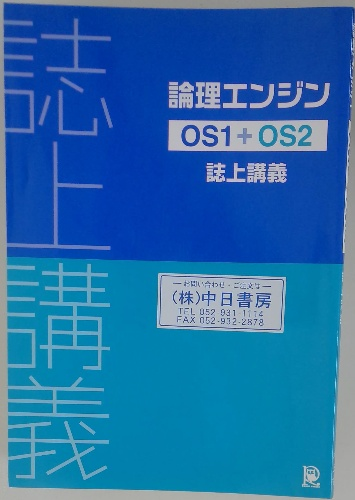 誌上講義
論理エンジン
OS1+OS2
誌上講義
お問い合わせ・ご注文は
(株)中日書房
TEL 052-931-1114
FAX 052-932-2878